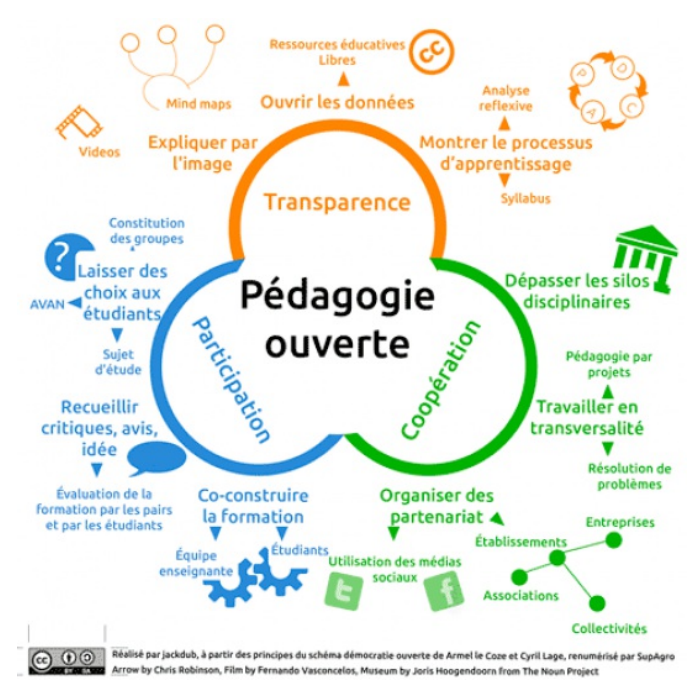 Ressources éducatives
Libres
cc
Mind maps
Ouvrir les données
Analyse
réflexive
P
D
C
A
Videos
Expliquer par
l'image
Montrer le processus
d'apprentissage
Syllabus
Transparence
Constitution
des groupes
?
Laisser des
choix aux
étudiants
AVAN
Sujet
d'étude
Pédagogie
ouverte
Participation
Coopération
Dépasser les silos
disciplinaires
Pédagogie par
projets
Travailler en
transversalité
Résolution de
problèmes
Recueillir
critiques, avis,
idée
Évaluation de la
formation par les pairs
et par les étudiants
Co-construire
la formation
Équipe
enseignante
Étudiants
Organiser des
partenariat
Utilisation des médias
sociaux
t
f
Établissements
Entreprises
Associations
Collectivités
cc
BY SA
Réalisé par jackdub, à partir des principes du schéma démocratie ouverte de Armel le Coze et Cyril Lage, renumérisé par SupAgro
Arrow by Chris Robinson, Film by Fernando Vasconcelos, Museum by Joris Hoogendoorn from The Noun Project